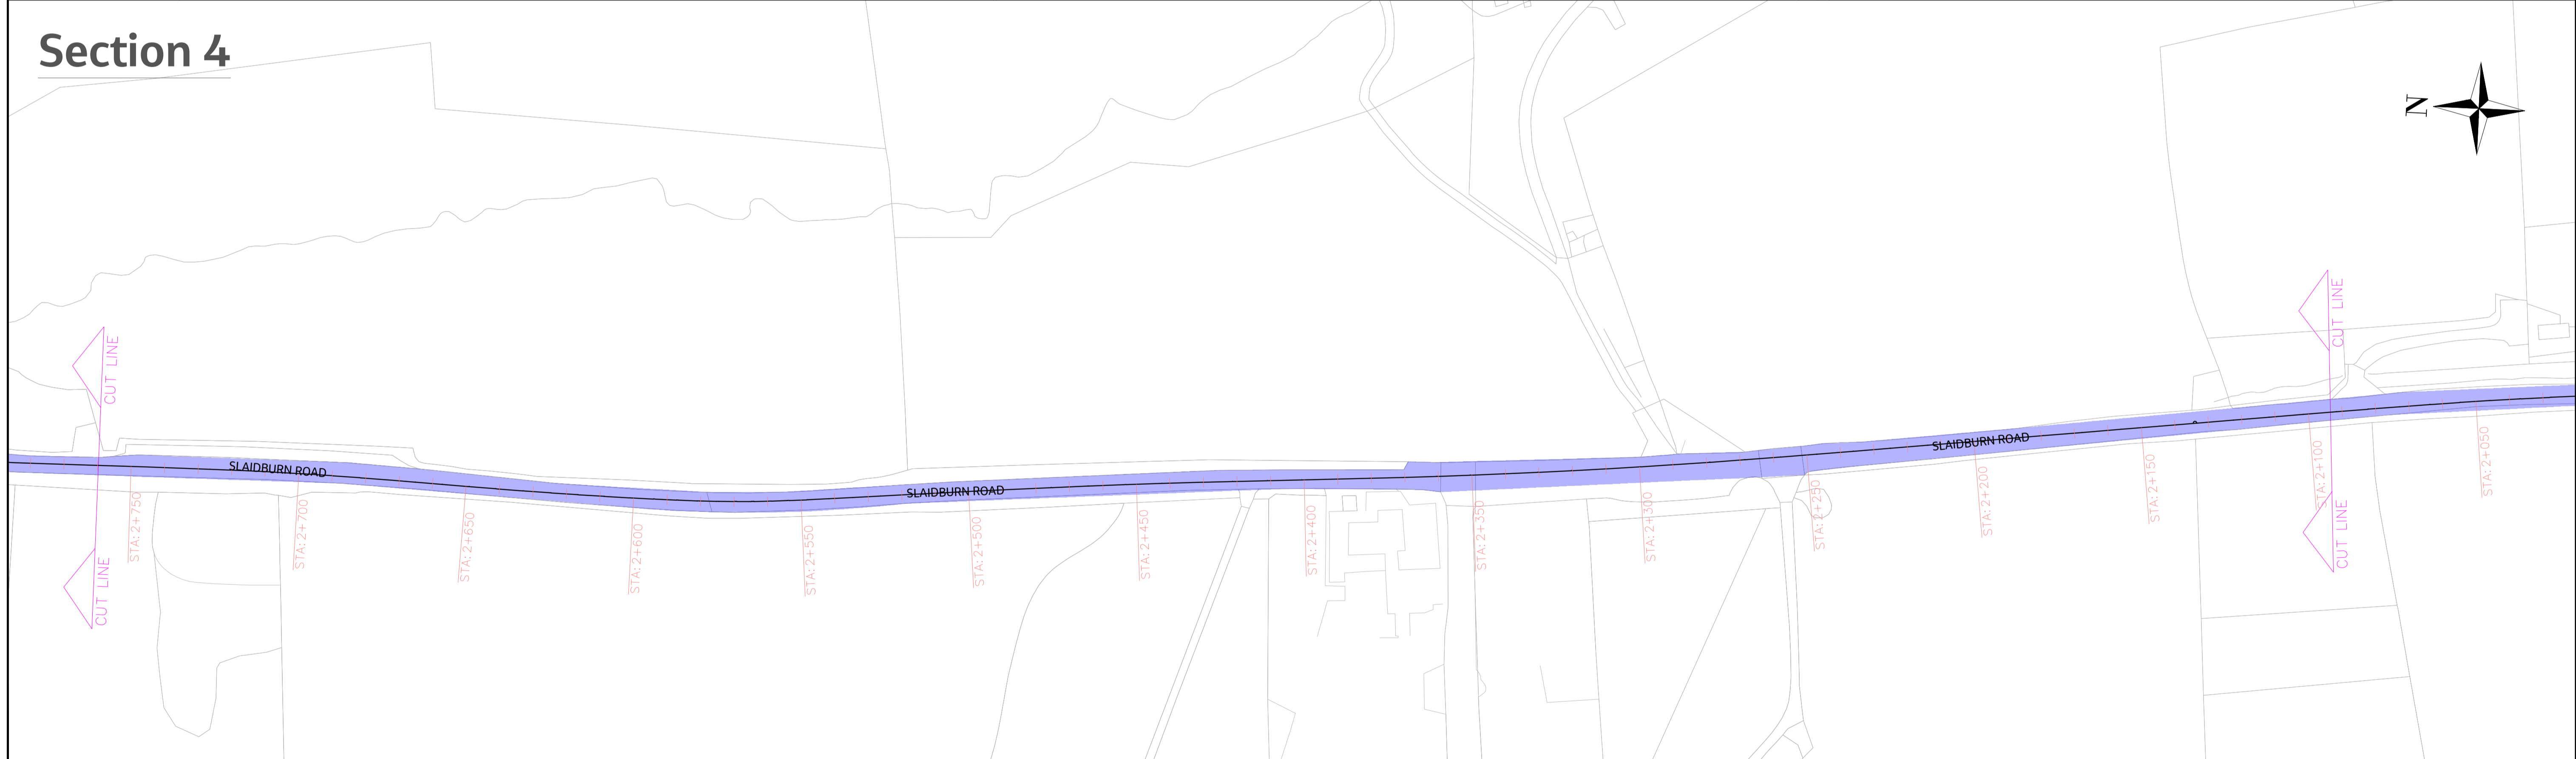 Section 4
N
CUT LINE
CUT LINE
SLAIDBURN ROAD
SLAIDBURN ROAD
SLAIDBURN ROAD
STA: 2+750
STA: 2+700
STA: 2+650
STA: 2+600
STA: 2+550
STA: 2+500
STA: 2+450
STA: 2+400
STA: 2+350
STA: 2+300
STA: 2+250
STA: 2+200
STA: 2+150
STA: 2+100
STA: 2+050
CUT LINE
CUT LINE